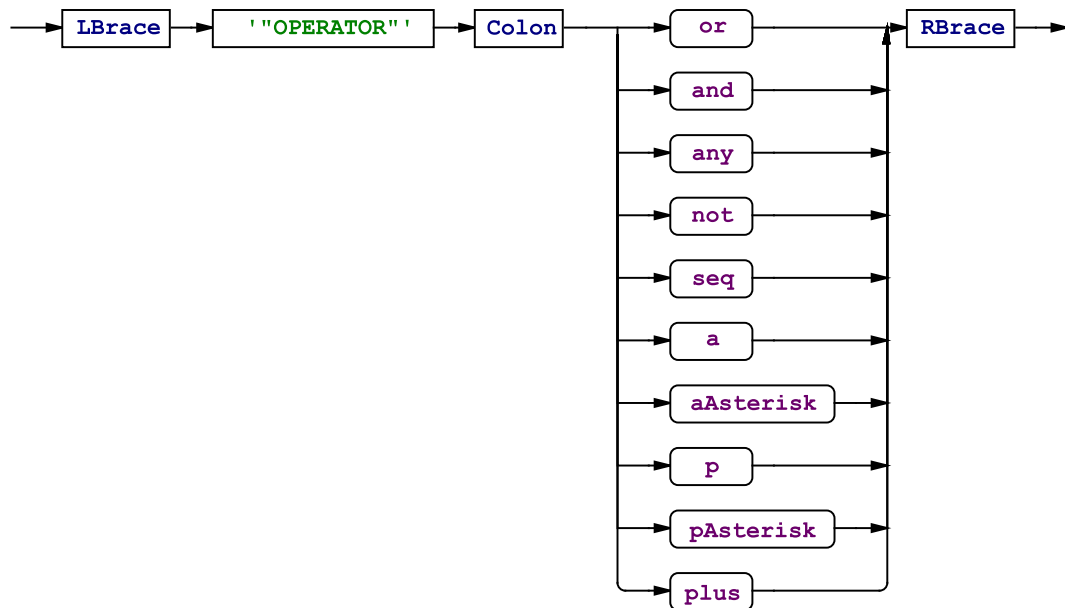 LBrace '"OPERATOR"' Colon or RBrace
and
any
not
seq
a
aAsterisk
p
pAsterisk
plus